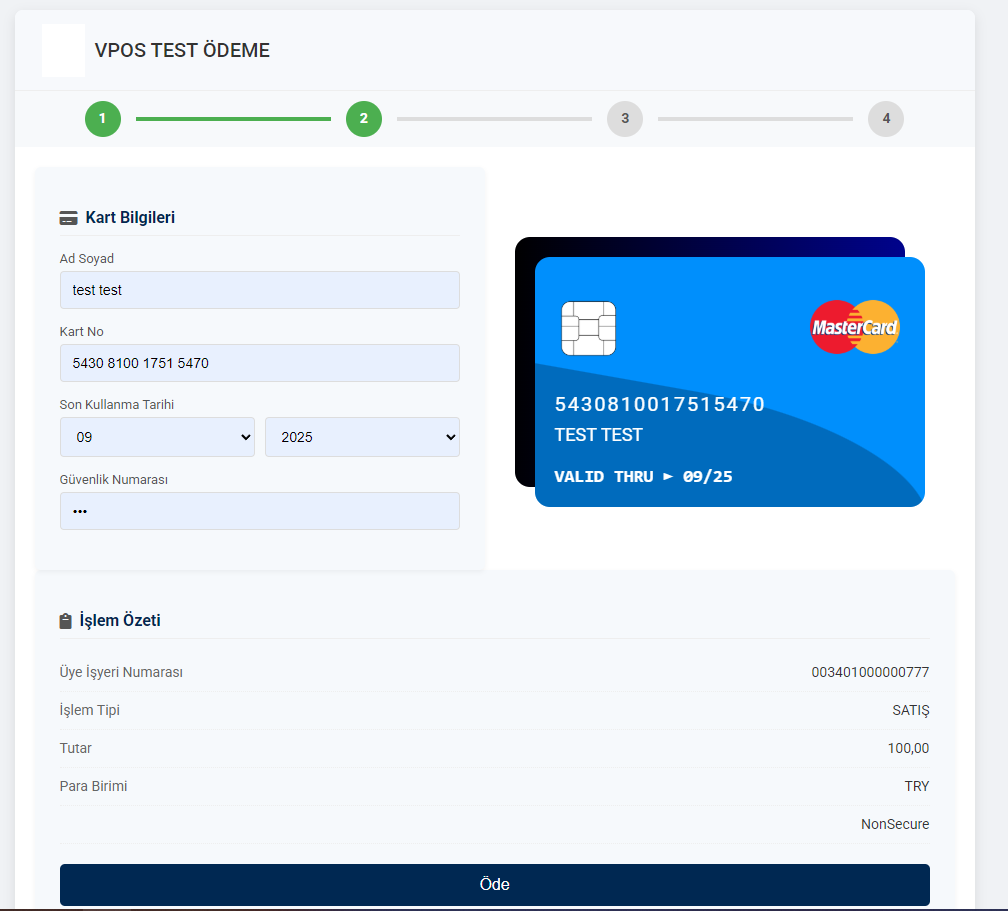 VPOS TEST ÖDEME
1 2 3 4
Kart Bilgileri
Ad Soyad
test test
Kart No
5430 8100 1751 5470
Son Kullanma Tarihi
09 2025
Güvenlik Numarası
•••
MasterCard
5430810017515470
TEST TEST
VALID THRU ► 09/25
İşlem Özeti
Üye İşyeri Numarası 003401000000777
İşlem Tipi SATIŞ
Tutar 100,00
Para Birimi TRY
NonSecure
Öde